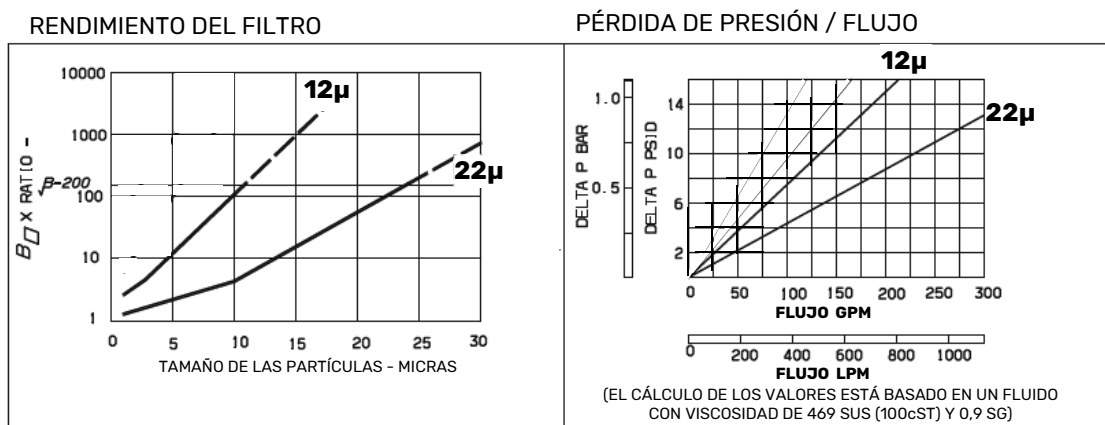 RENDIMIENTO DEL FILTRO
10000
1000
100
10
1
B□ X RATIO -
β-200
12μ
22μ
0 5 10 15 20 25 30
TAMAÑO DE LAS PARTÍCULAS - MICRAS
PÉRDIDA DE PRESIÓN / FLUJO
DELTA P BAR
1.0
0.5
DELTA P PSID
14
10
6
2
12μ
22μ
0 50 100 150 200 250 300
FLUJO GPM
0 200 400 600 800 1000
FLUJO LPM
(EL CÁLCULO DE LOS VALORES ESTÁ BASADO EN UN FLUIDO
CON VISCOSIDAD DE 469 SUS (100cST) Y 0,9 SG)